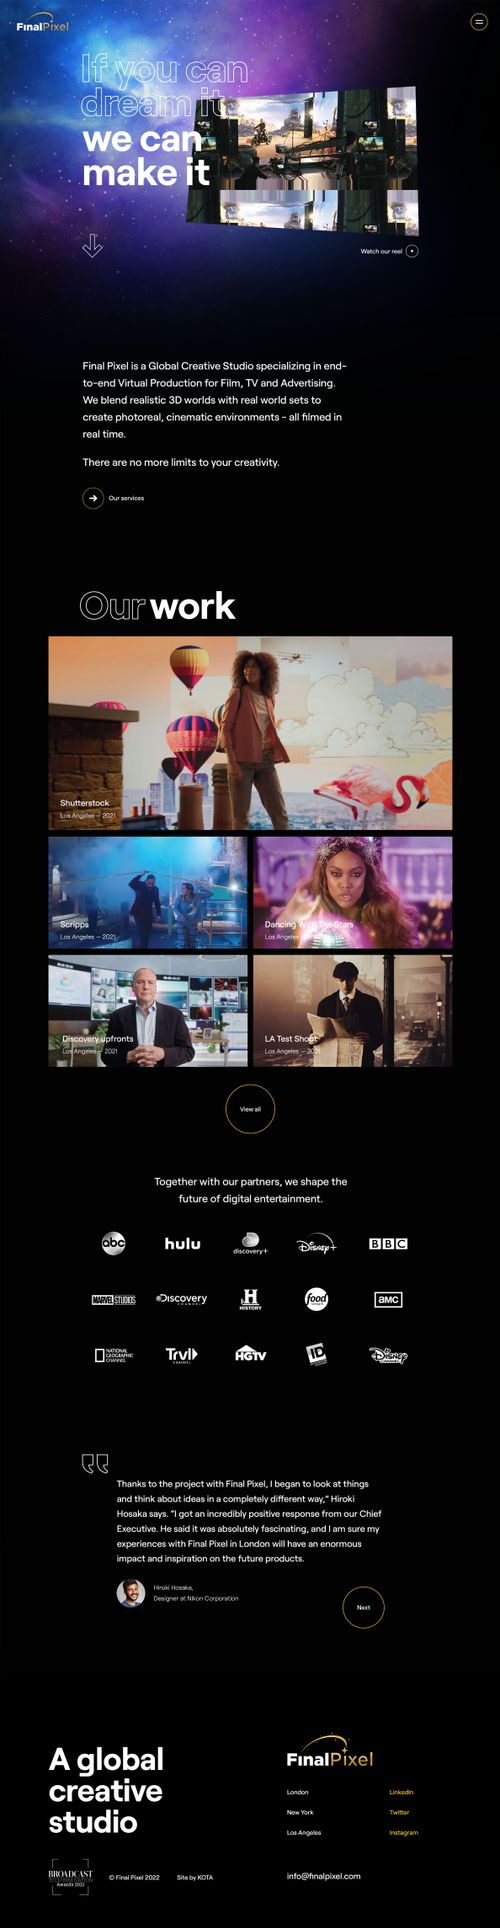 FinalPixel
If you can
dream it
we can
make it
Watch our reel
Final Pixel is a Global Creative Studio specializing in end-
to-end Virtual Production for Film, TV and Advertising.
We blend realistic 3D worlds with real world sets to
create photoreal, cinematic environments - all filmed in
real time.
There are no more limits to your creativity.
Our services
Our work
Shutterstock
Los Angeles — 2021
Scripps
Los Angeles — 2021
Dancing With The Stars
Los Angeles — 2021
Discovery upfronts
Los Angeles — 2021
LA Test Shoot
Los Angeles — 2021
View all
Together with our partners, we shape the
future of digital entertainment.
abc
hulu
discovery+
Disney+
BBC
MARVEL STUDIOS
Discovery
CHANNEL
H
HISTORY
food
amc
NATIONAL
GEOGRAPHIC
CHANNEL
Trvl
CHANNEL
HGTV
ID
Disney
Thanks to the project with Final Pixel, I began to look at things
and think about ideas in a completely different way,” Hiroki
Hosaka says. “I got an incredibly positive response from our Chief
Executive. He said it was absolutely fascinating, and I am sure my
experiences with Final Pixel in London will have an enormous
impact and inspiration on the future products.
Hiroki Hosaka,
Designer at Nikon Corporation
Next
A global
creative
studio
FinalPixel
London
LinkedIn
New York
Twitter
Los Angeles
Instagram
BROADCAST
Awards 2021
© Final Pixel 2022
Site by KOTA
info@finalpixel.com